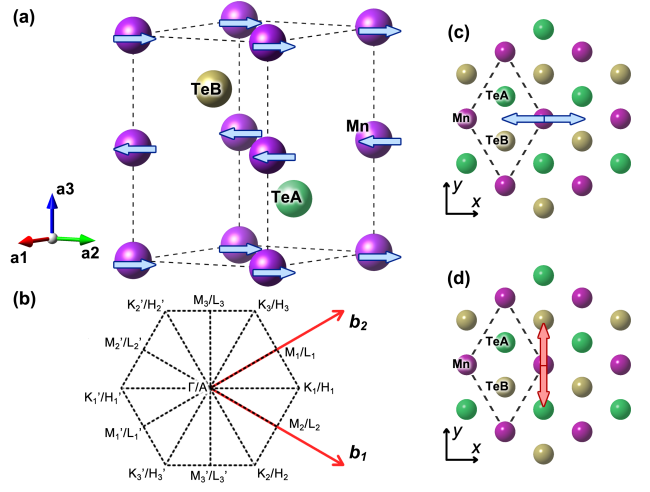 (a)
TeB
Mn
TeA
a3
a1
a2
(b)
K2'/H2'
M3/L3
K3/H3
b2
M2'/L2'
M1/L1
K1'/H1'
Γ/A
K1/H1
M1'/L1'
M2/L2
K3'/H3'
M3'/L3'
K2/H2
b1
(c)
TeA
Mn
TeB
y
x
(d)
TeA
Mn
TeB
y
x